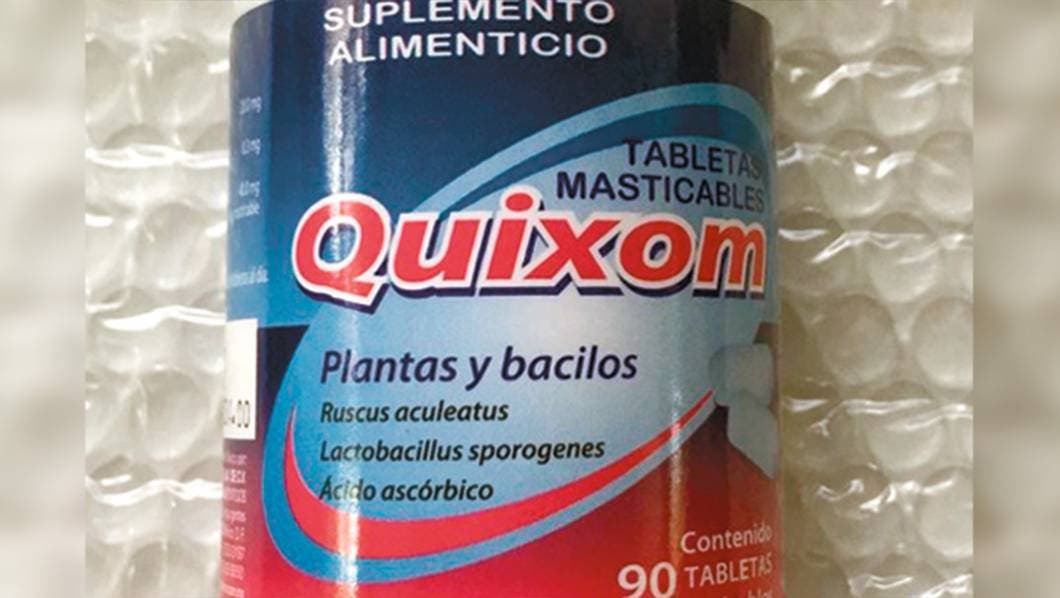 SUPLEMENTO
ALIMENTICIO
TABLETAS
MASTICABLES
Quixom
Plantas y bacilos
Ruscus aculeatus
Lactobacillus sporogenes
Ácido ascórbico
Contenido
90 TABLETAS